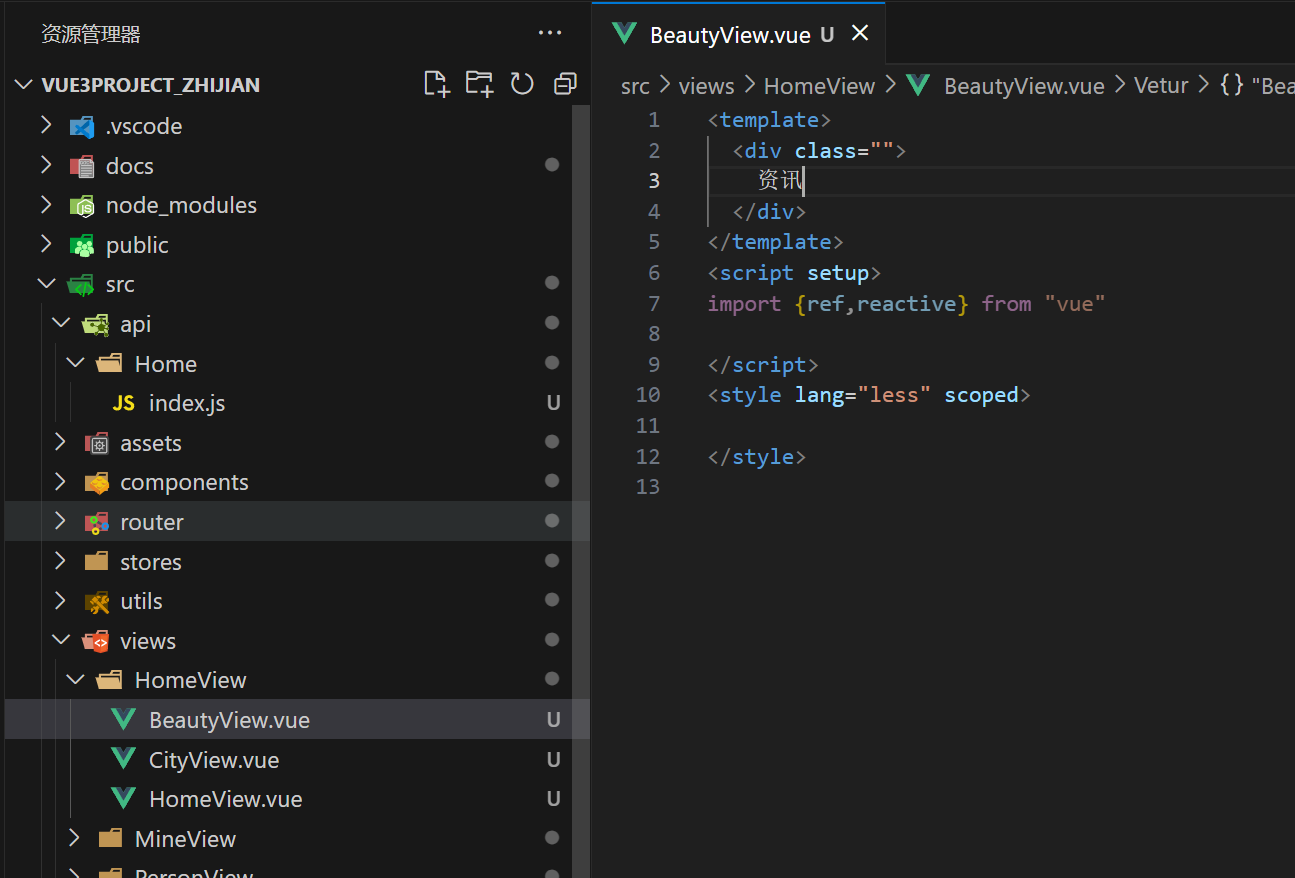 资源管理器
VUE3PROJECT_ZHIJIAN
.vscode
docs
node_modules
public
src
api
Home
JS index.js U
assets
components
router
stores
utils
views
HomeView
BeautyView.vue U
CityView.vue U
HomeView.vue U
MineView
PersonView
BeautyView.vue U
src > views > HomeView > BeautyView.vue > Vetur > {} "Bea
1 <template>
2 <div class="">
3 资讯
4 </div>
5 </template>
6 <script setup>
7 import {ref,reactive} from "vue"
8
9 </script>
10 <style lang="less" scoped>
11
12 </style>
13